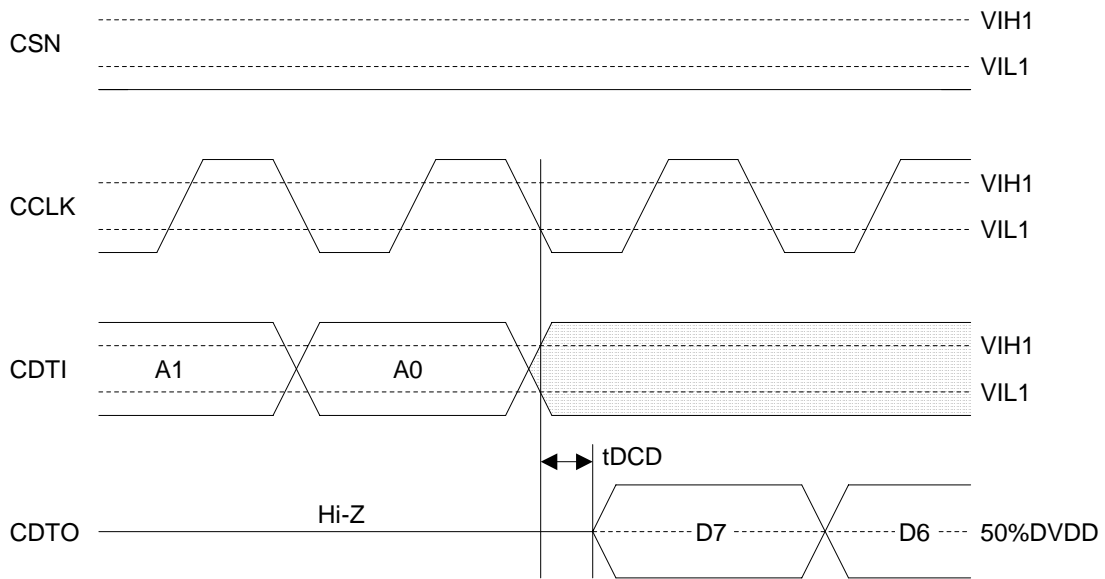 VIH1
CSN
VIL1
VIH1
CCLK
VIL1
VIH1
CDTI A1 A0
VIL1
tDCD
Hi-Z
CDTO D7 D6 50%DVDD